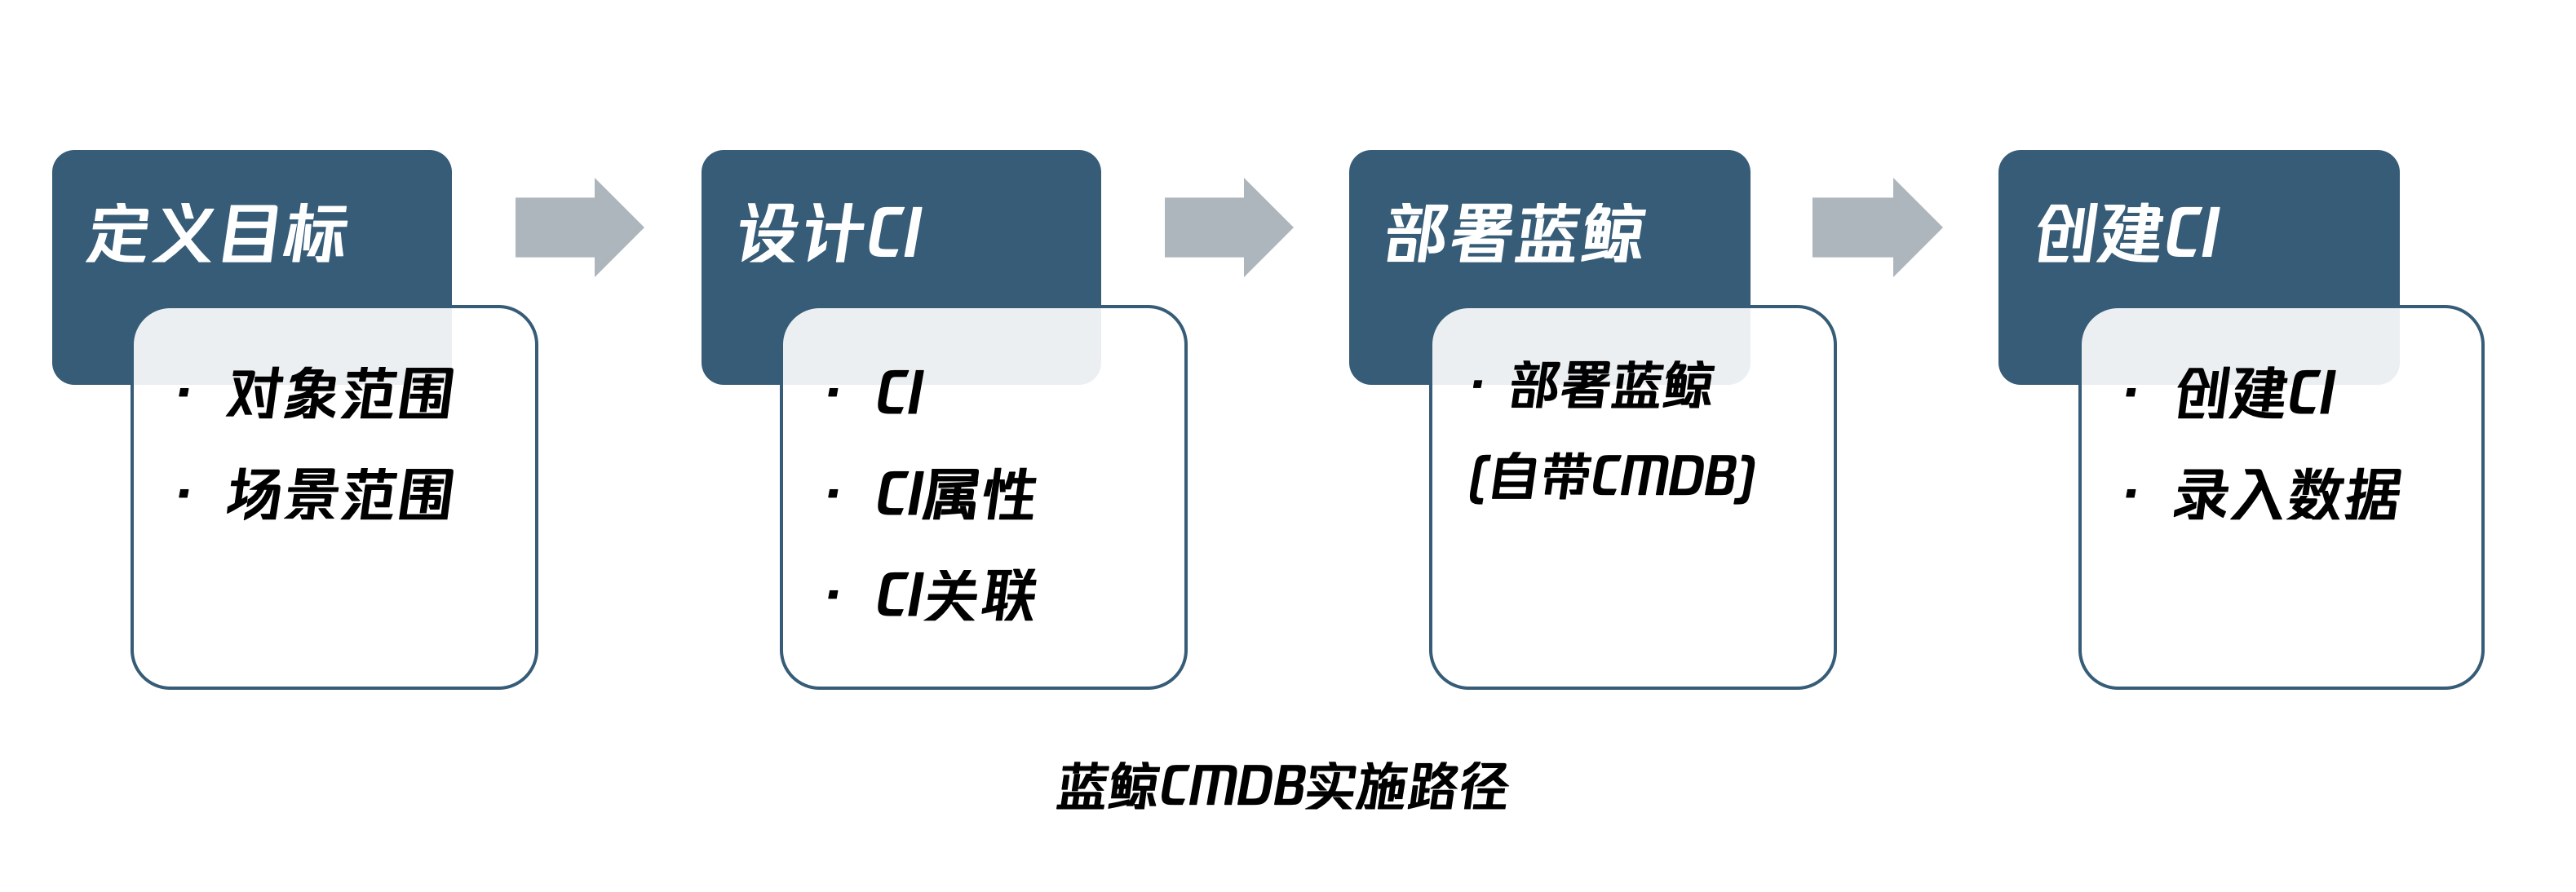 定义目标
· 对象范围
· 场景范围
设计CI
· CI
· CI属性
· CI关联
部署蓝鲸
· 部署蓝鲸
(自带CMDB)
创建CI
· 创建CI
· 录入数据
蓝鲸CMDB实施路径